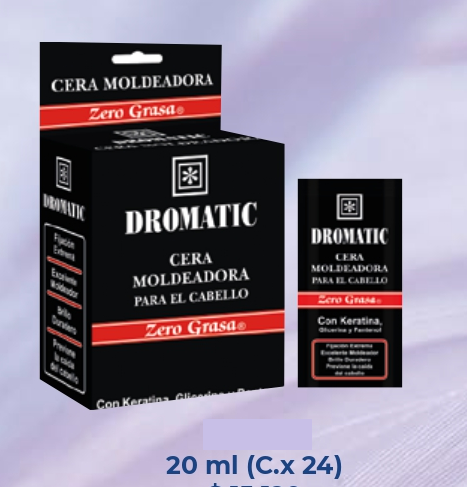 CERA MOLDEADORA
Zero Grasa®
DROMATIC
Fijación
Extrema
Excelente
Moldeador
Brillo
Duradero
Previene
la caída
del cabello
DROMATIC
CERA
MOLDEADORA
PARA EL CABELLO
Zero Grasa®
Con Keratina, Glicerina y
DROMATIC
CERA
MOLDEADORA
PARA EL CABELLO
Zero Grasa®
Con Keratina,
Glicerina y Pantenol
Fijación Extrema
Excelente Moldeador
Brillo Duradero
Previene la caída
del cabello
20 ml (C.x 24)